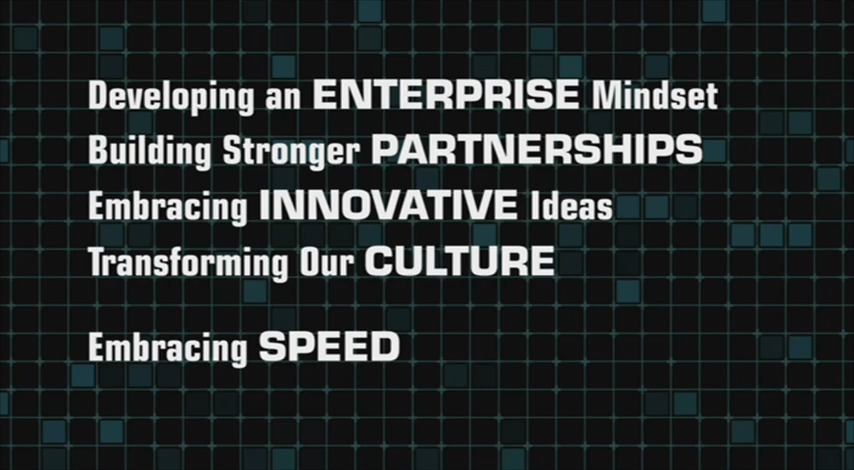 Developing an ENTERPRISE Mindset
Building Stronger PARTNERSHIPS
Embracing INNOVATIVE Ideas
Transforming Our CULTURE
Embracing SPEED